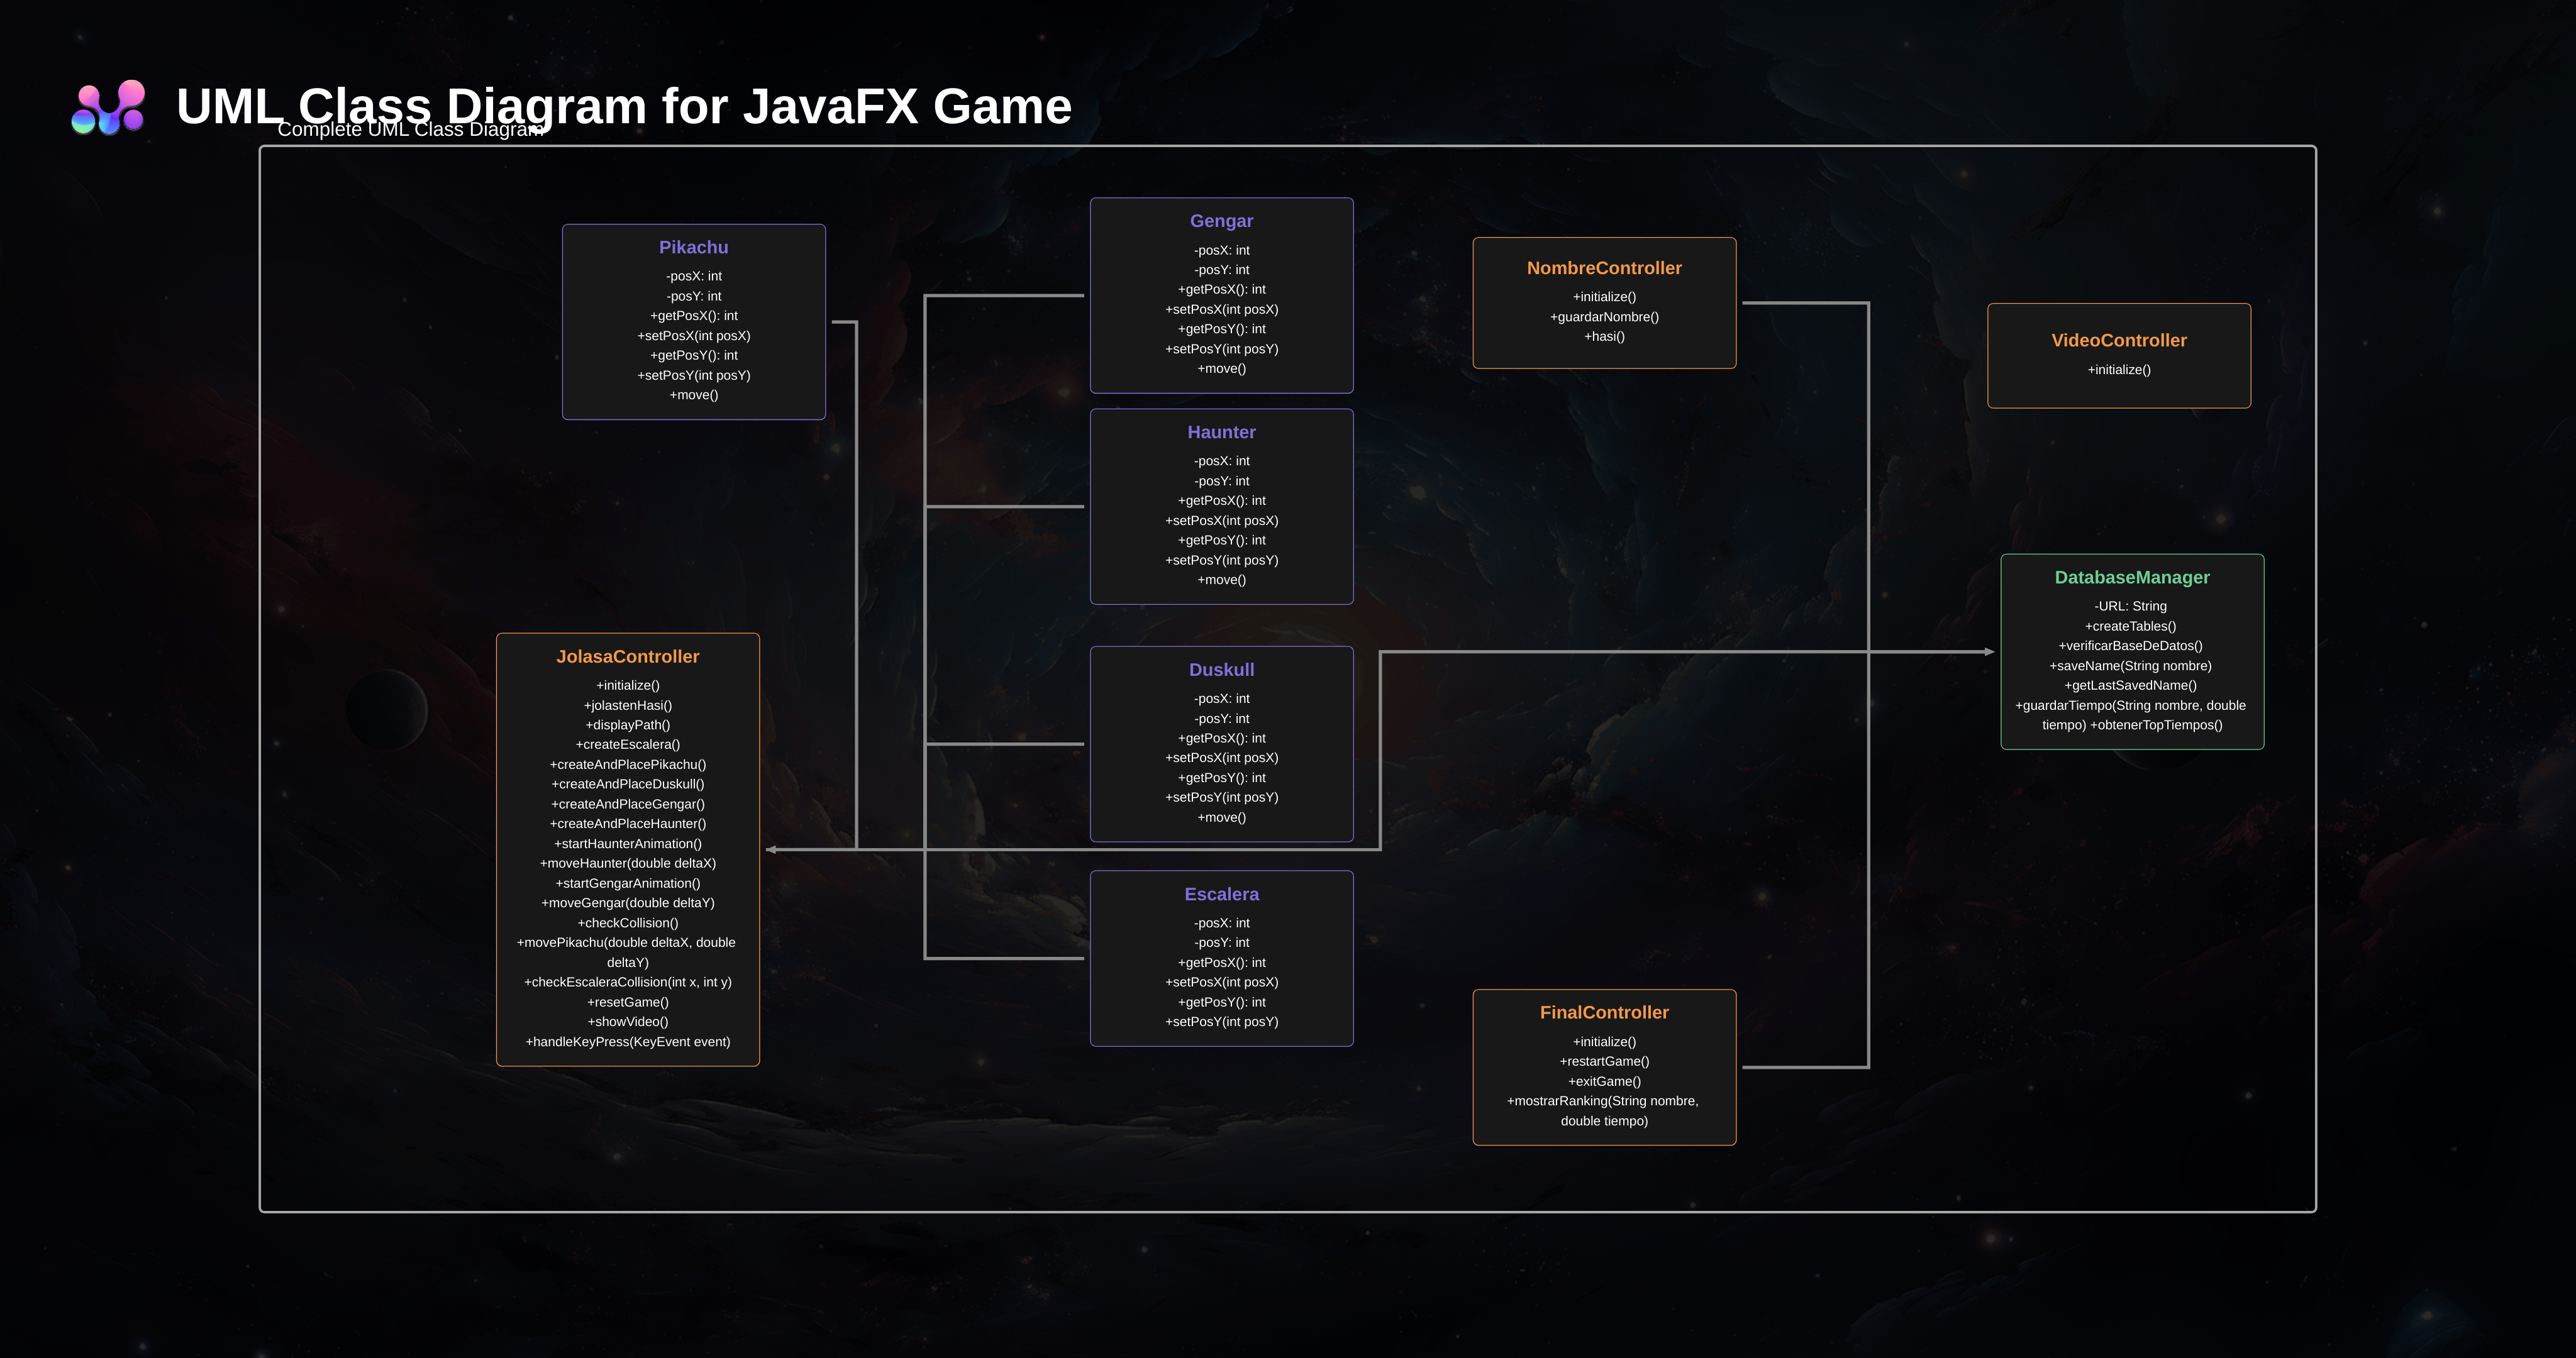 UML Class Diagram for JavaFX Game
Complete UML Class Diagram
Pikachu
-posX: int
-posY: int
+getPosX(): int
+setPosX(int posX)
+getPosY(): int
+setPosY(int posY)
+move()
Gengar
-posX: int
-posY: int
+getPosX(): int
+setPosX(int posX)
+getPosY(): int
+setPosY(int posY)
+move()
NombreController
+initialize()
+guardarNombre()
+hasi()
VideoController
+initialize()
Haunter
-posX: int
-posY: int
+getPosX(): int
+setPosX(int posX)
+getPosY(): int
+setPosY(int posY)
+move()
DatabaseManager
-URL: String
+createTables()
+verificarBaseDeDatos()
+saveName(String nombre)
+getLastSavedName()
+guardarTiempo(String nombre, double
tiempo) +obtenerTopTiempos()
JolasaController
+initialize()
+jolastenHasi()
+displayPath()
+createEscalera()
+createAndPlacePikachu()
+createAndPlaceDuskull()
+createAndPlaceGengar()
+createAndPlaceHaunter()
+startHaunterAnimation()
+moveHaunter(double deltaX)
+startGengarAnimation()
+moveGengar(double deltaY)
+checkCollision()
+movePikachu(double deltaX, double
deltaY)
+checkEscaleraCollision(int x, int y)
+resetGame()
+showVideo()
+handleKeyPress(KeyEvent event)
Duskull
-posX: int
-posY: int
+getPosX(): int
+setPosX(int posX)
+getPosY(): int
+setPosY(int posY)
+move()
Escalera
-posX: int
-posY: int
+getPosX(): int
+setPosX(int posX)
+getPosY(): int
+setPosY(int posY)
FinalController
+initialize()
+restartGame()
+exitGame()
+mostrarRanking(String nombre,
double tiempo)